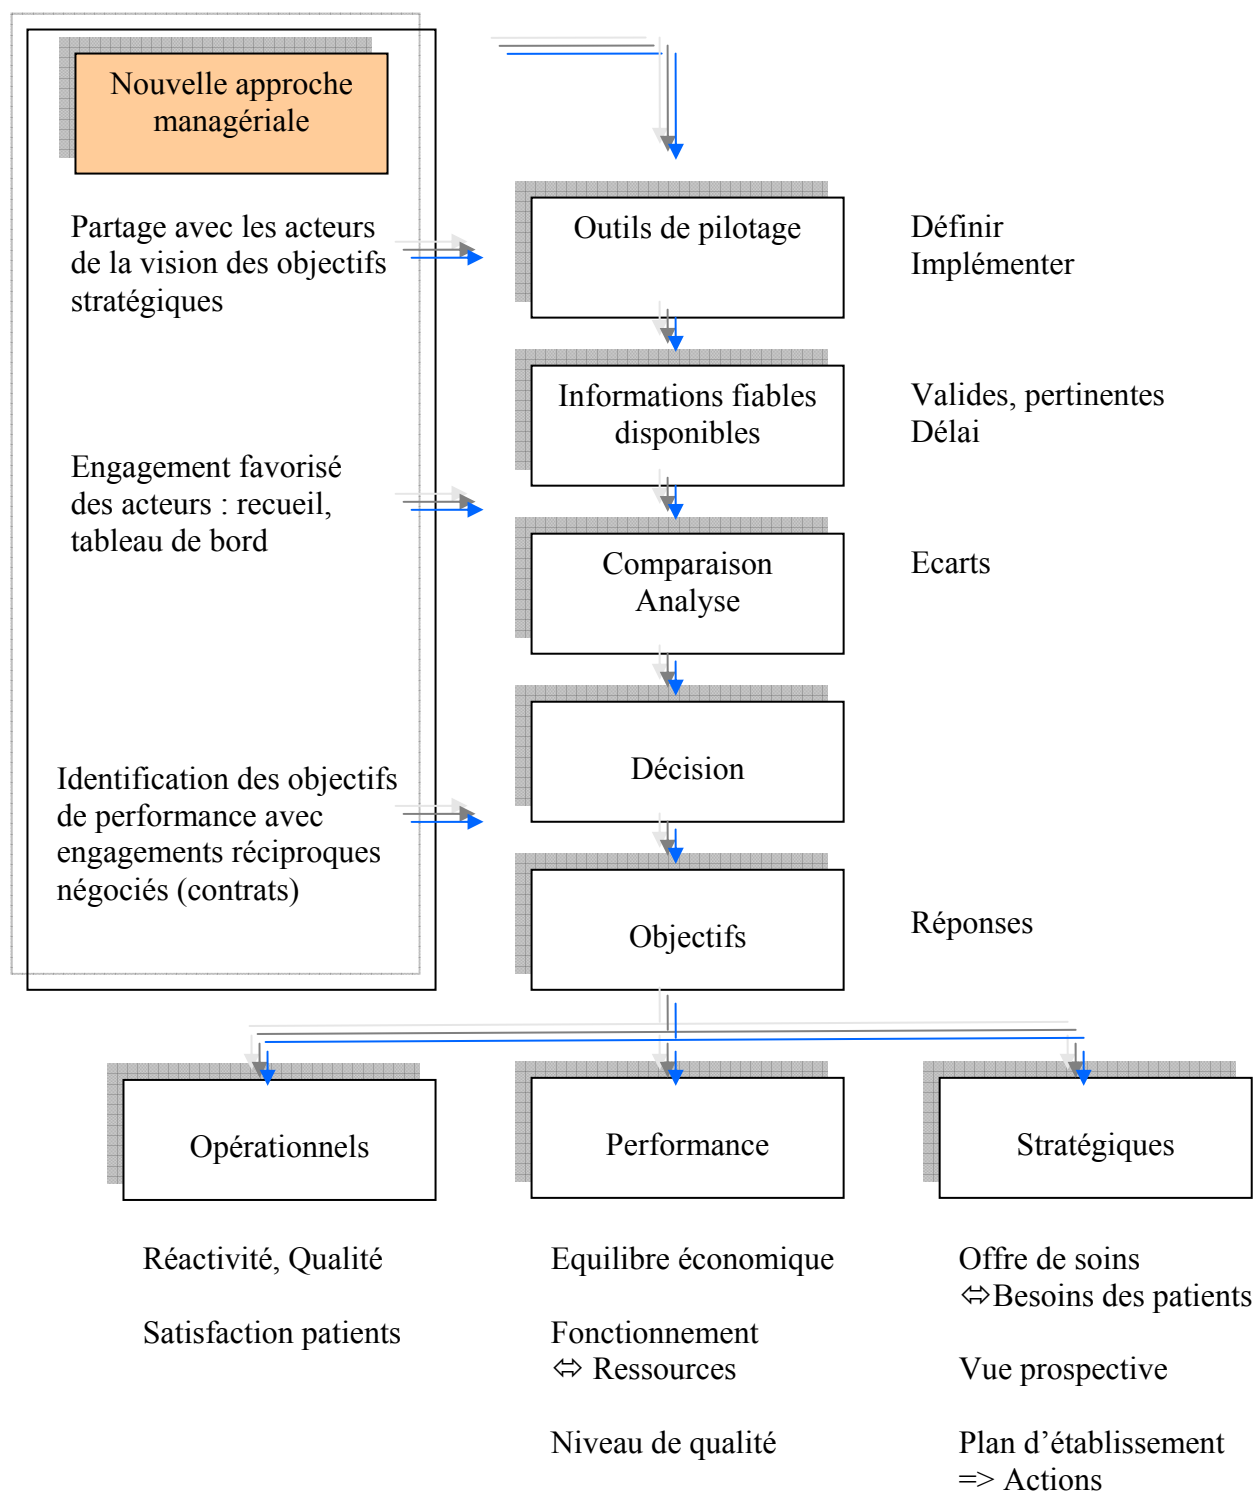 Nouvelle approche
managériale
Partage avec les acteurs
de la vision des objectifs
stratégiques
Engagement favorisé
des acteurs : recueil,
tableau de bord
Identification des objectifs
de performance avec
engagements réciproques
négociés (contrats)
Outils de pilotage
Définir
Implémenter
Informations fiables
disponibles
Valides, pertinentes
Délai
Comparaison
Analyse
Ecarts
Décision
Objectifs
Réponses
Opérationnels
Réactivité, Qualité
Satisfaction patients
Performance
Equilibre économique
Fonctionnement
⇔ Ressources
Niveau de qualité
Stratégiques
Offre de soins
⇔Besoins des patients
Vue prospective
Plan d’établissement
=> Actions